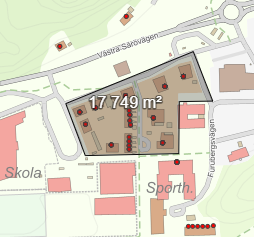 Västra Särövägen
17 749 m²
Furubergsvägen
Skola
Sporth.